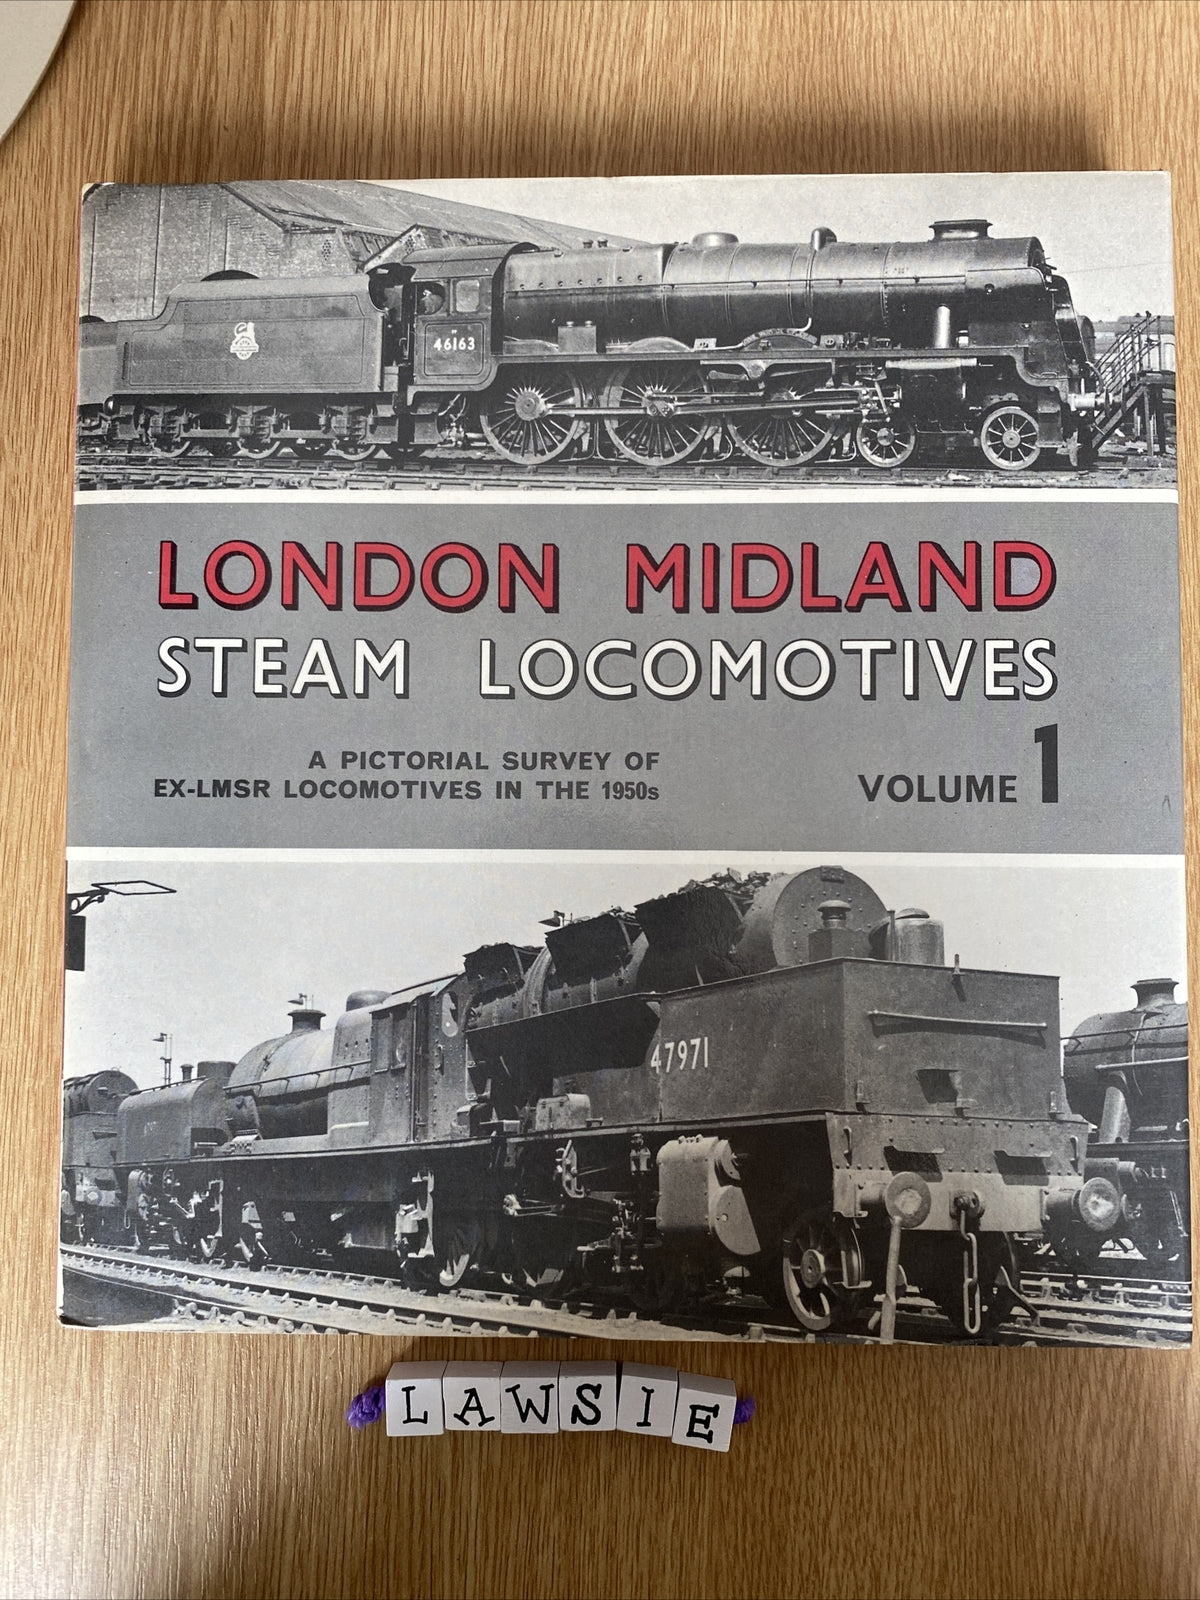 46163
LONDON MIDLAND
STEAM LOCOMOTIVES
A PICTORIAL SURVEY OF
EX-LMSR LOCOMOTIVES IN THE 1950s
VOLUME 1
47971
LAWSIE